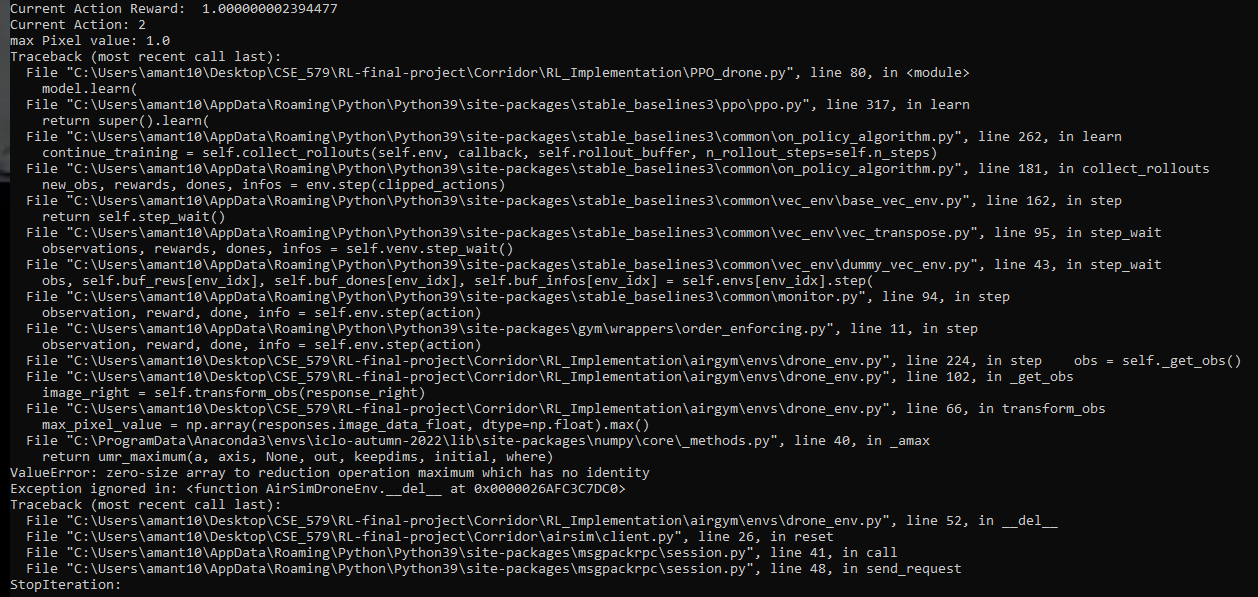 Current Action Reward:  1.000000002394477
Current Action: 2
max Pixel value: 1.0
Traceback (most recent call last):
  File "C:\Users\amant10\Desktop\CSE_579\RL-final-project\Corridor\RL_Implementation\PPO_drone.py", line 80, in <module>
    model.learn(
  File "C:\Users\amant10\AppData\Roaming\Python\Python39\site-packages\stable_baselines3\ppo\ppo.py", line 317, in learn
    return super().learn(
  File "C:\Users\amant10\AppData\Roaming\Python\Python39\site-packages\stable_baselines3\common\on_policy_algorithm.py", line 262, in learn
    continue_training = self.collect_rollouts(self.env, callback, self.rollout_buffer, n_rollout_steps=self.n_steps)
  File "C:\Users\amant10\AppData\Roaming\Python\Python39\site-packages\stable_baselines3\common\on_policy_algorithm.py", line 181, in collect_rollouts
    new_obs, rewards, dones, infos = env.step(clipped_actions)
  File "C:\Users\amant10\AppData\Roaming\Python\Python39\site-packages\stable_baselines3\common\vec_env\base_vec_env.py", line 162, in step
    return self.step_wait()
  File "C:\Users\amant10\AppData\Roaming\Python\Python39\site-packages\stable_baselines3\common\vec_env\vec_transpose.py", line 95, in step_wait
    observations, rewards, dones, infos = self.venv.step_wait()
  File "C:\Users\amant10\AppData\Roaming\Python\Python39\site-packages\stable_baselines3\common\vec_env\dummy_vec_env.py", line 43, in step_wait
    obs, self.buf_rews[env_idx], self.buf_dones[env_idx], self.buf_infos[env_idx] = self.envs[env_idx].step(
  File "C:\Users\amant10\AppData\Roaming\Python\Python39\site-packages\stable_baselines3\common\monitor.py", line 94, in step
    observation, reward, done, info = self.env.step(action)
  File "C:\Users\amant10\AppData\Roaming\Python\Python39\site-packages\gym\wrappers\order_enforcing.py", line 11, in step
    observation, reward, done, info = self.env.step(action)
  File "C:\Users\amant10\Desktop\CSE_579\RL-final-project\Corridor\RL_Implementation\airgym\envs\drone_env.py", line 224, in step    obs = self._get_obs()
  File "C:\Users\amant10\Desktop\CSE_579\RL-final-project\Corridor\RL_Implementation\airgym\envs\drone_env.py", line 102, in _get_obs
    image_right = self.transform_obs(response_right)
  File "C:\Users\amant10\Desktop\CSE_579\RL-final-project\Corridor\RL_Implementation\airgym\envs\drone_env.py", line 66, in transform_obs
    max_pixel_value = np.array(responses.image_data_float, dtype=np.float).max()
  File "C:\ProgramData\Anaconda3\envs\iclo-autumn-2022\lib\site-packages\numpy\core\_methods.py", line 40, in _amax
    return umr_maximum(a, axis, None, out, keepdims, initial, where)
ValueError: zero-size array to reduction operation maximum which has no identity
Exception ignored in: <function AirSimDroneEnv.__del__ at 0x0000026AFC3C7DC0>
Traceback (most recent call last):
  File "C:\Users\amant10\Desktop\CSE_579\RL-final-project\Corridor\RL_Implementation\airgym\envs\drone_env.py", line 52, in __del__
  File "C:\Users\amant10\Desktop\CSE_579\RL-final-project\Corridor\airsim\client.py", line 26, in reset
  File "C:\Users\amant10\AppData\Roaming\Python\Python39\site-packages\msgpackrpc\session.py", line 41, in call
  File "C:\Users\amant10\AppData\Roaming\Python\Python39\site-packages\msgpackrpc\session.py", line 48, in send_request
StopIteration: